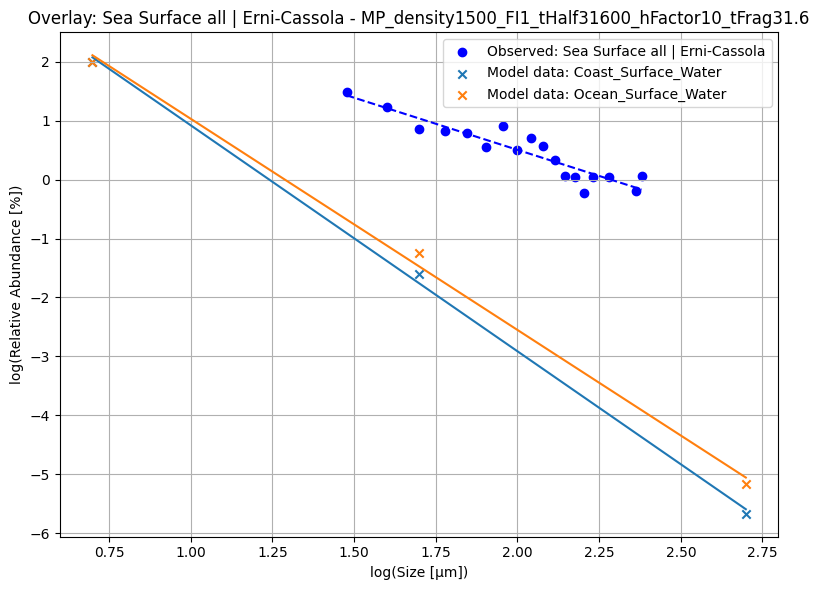 Overlay: Sea Surface all | Erni-Cassola - MP_density1500_FI1_tHalf31600_hFactor10_tFrag31.6
Observed: Sea Surface all | Erni-Cassola
Model data: Coast_Surface_Water
Model data: Ocean_Surface_Water
log(Relative Abundance [%])
2
1
0
−1
−2
−3
−4
−5
−6
0.75 1.00 1.25 1.50 1.75 2.00 2.25 2.50 2.75
log(Size [µm])